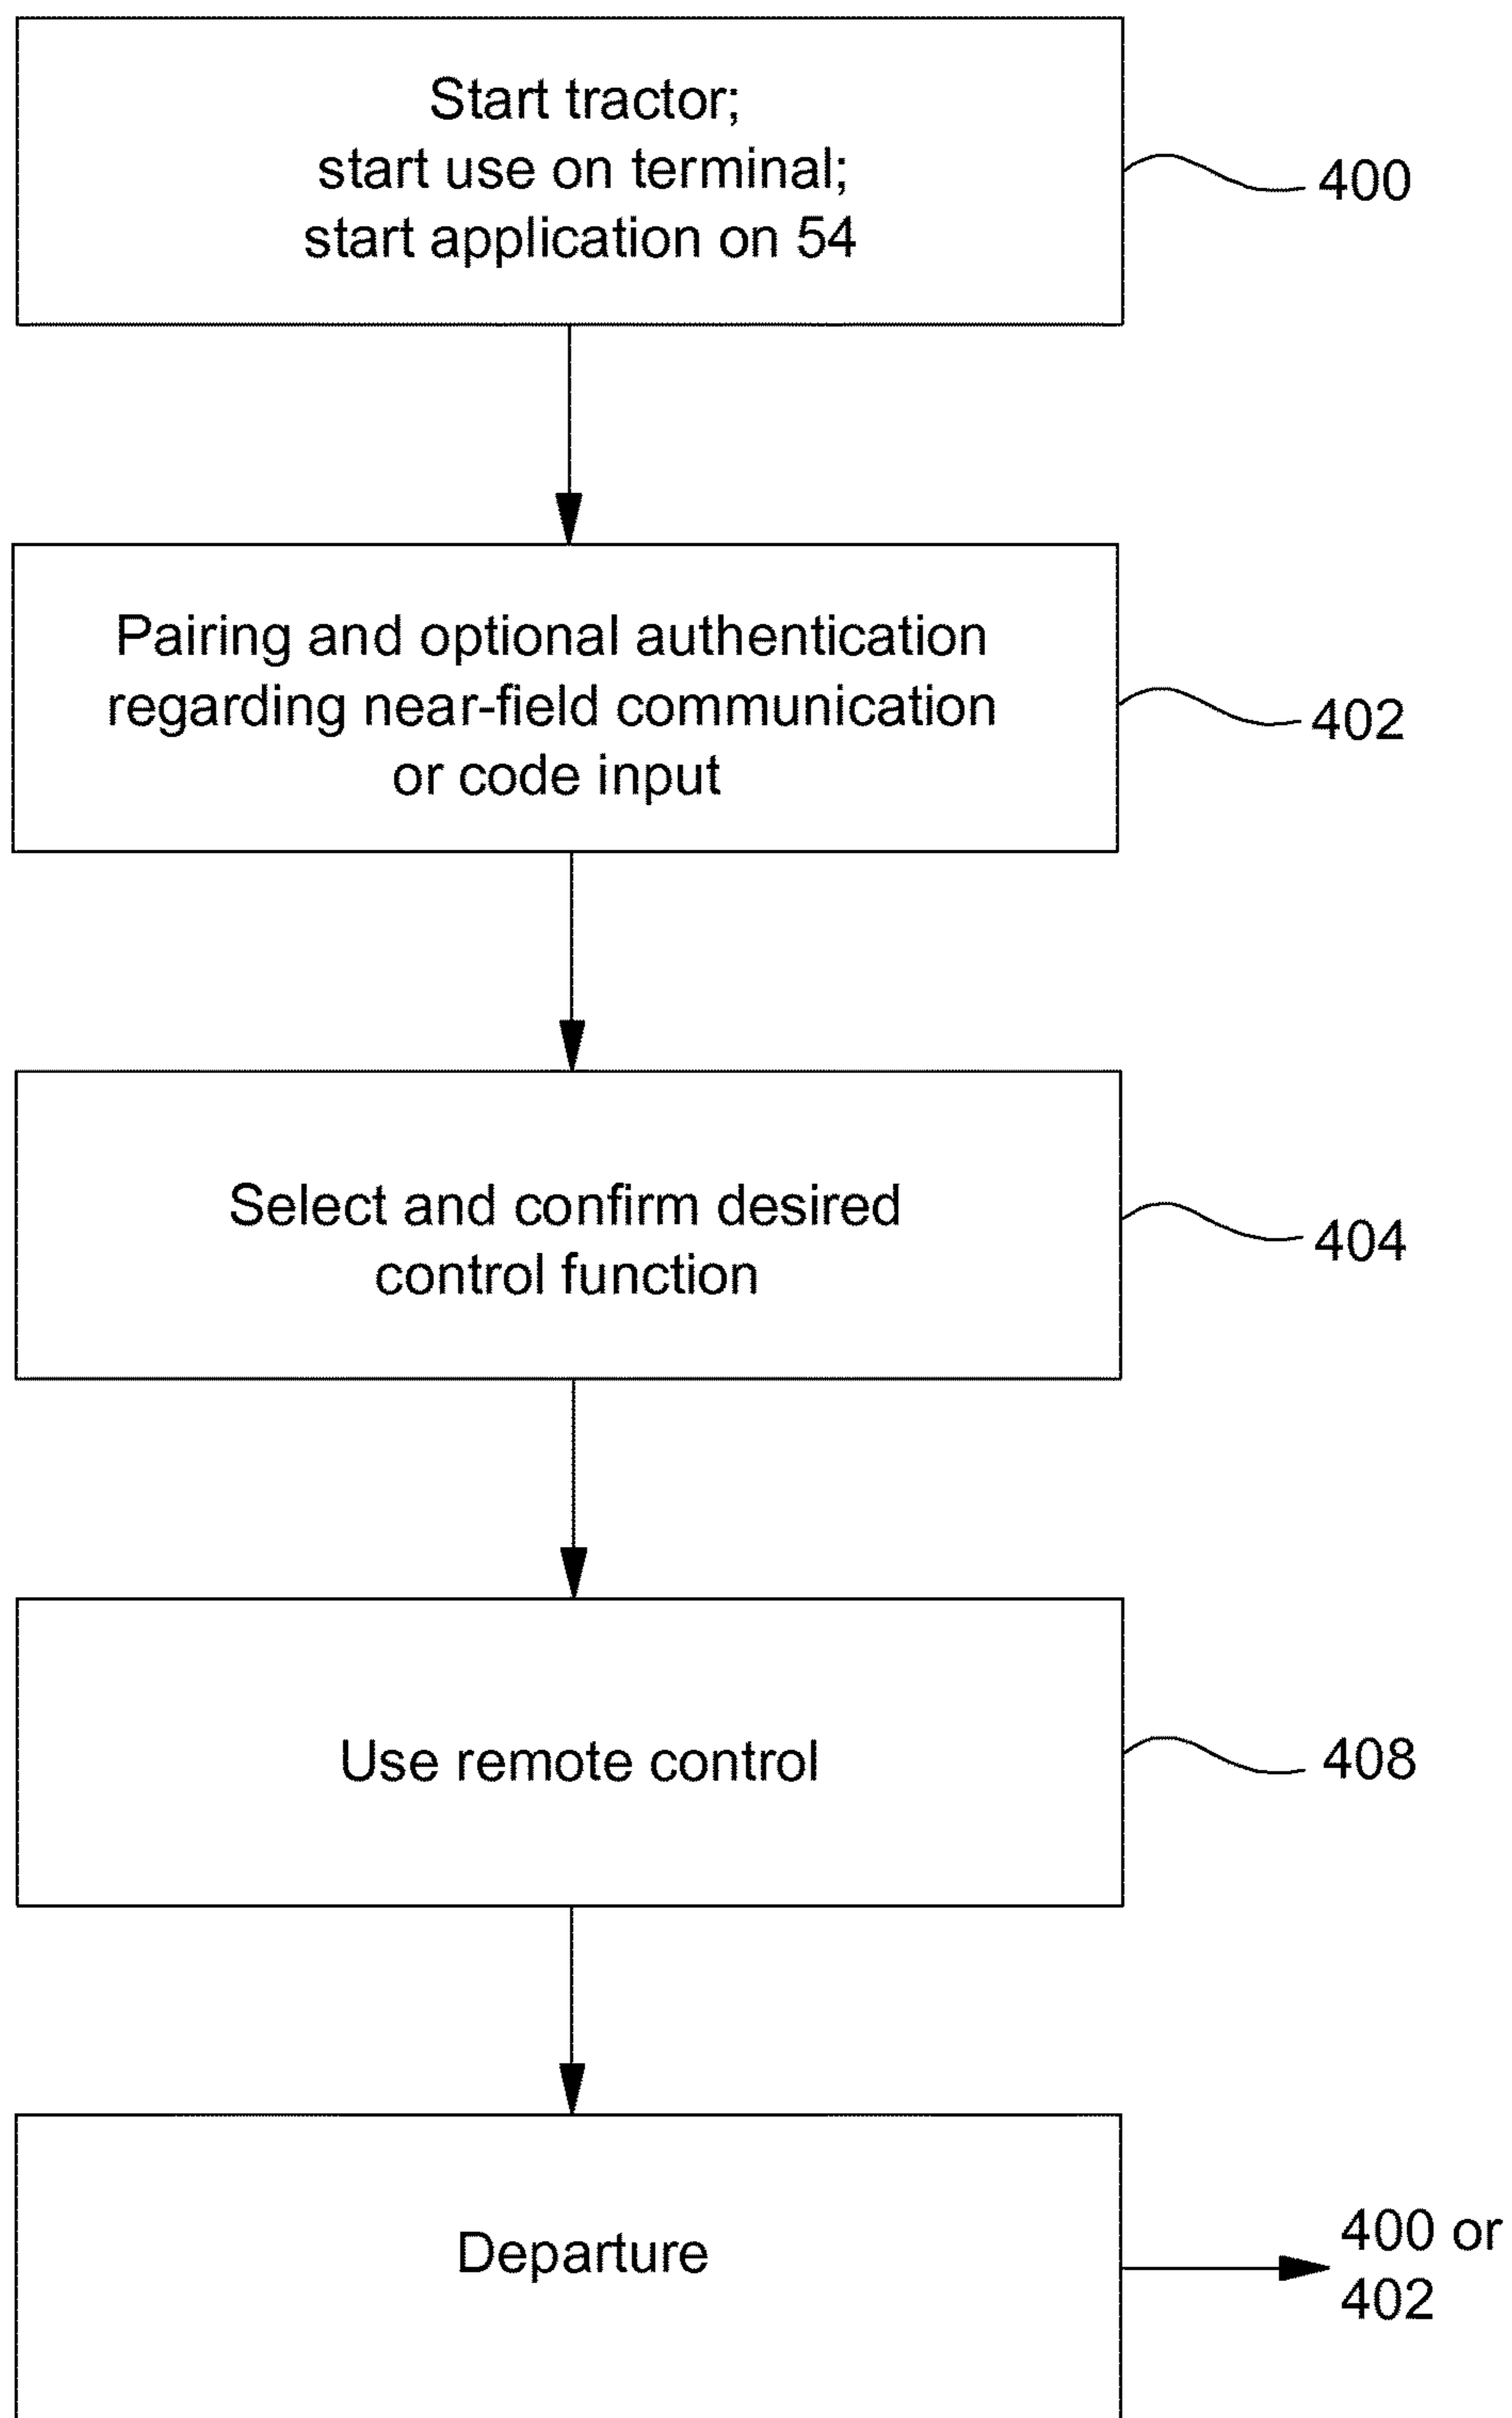 Start tractor;
start use on terminal;
start application on 54
400
Pairing and optional authentication
regarding near-field communication
or code input
402
Select and confirm desired
control function
404
Use remote control
408
Departure
400 or
402